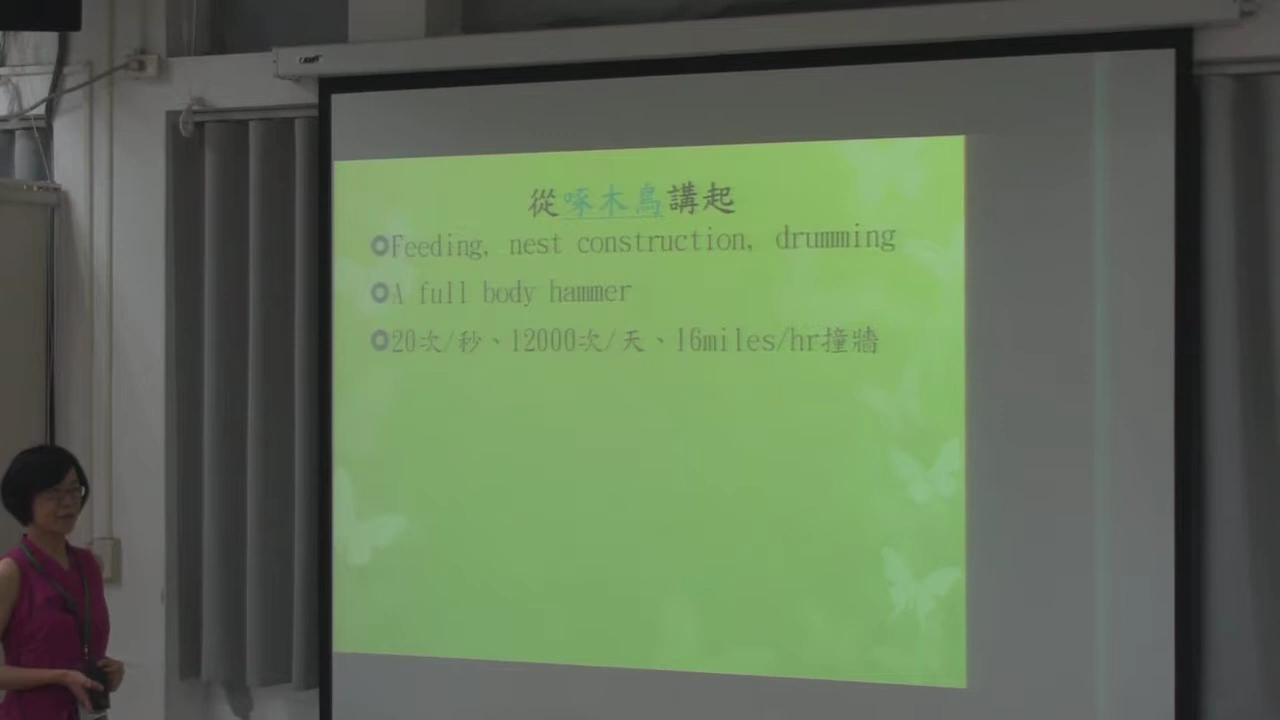 從啄木鳥講起
Feeding, nest construction, drumming
A full body hammer
20次/秒、12000次/天、16miles/hr撞牆